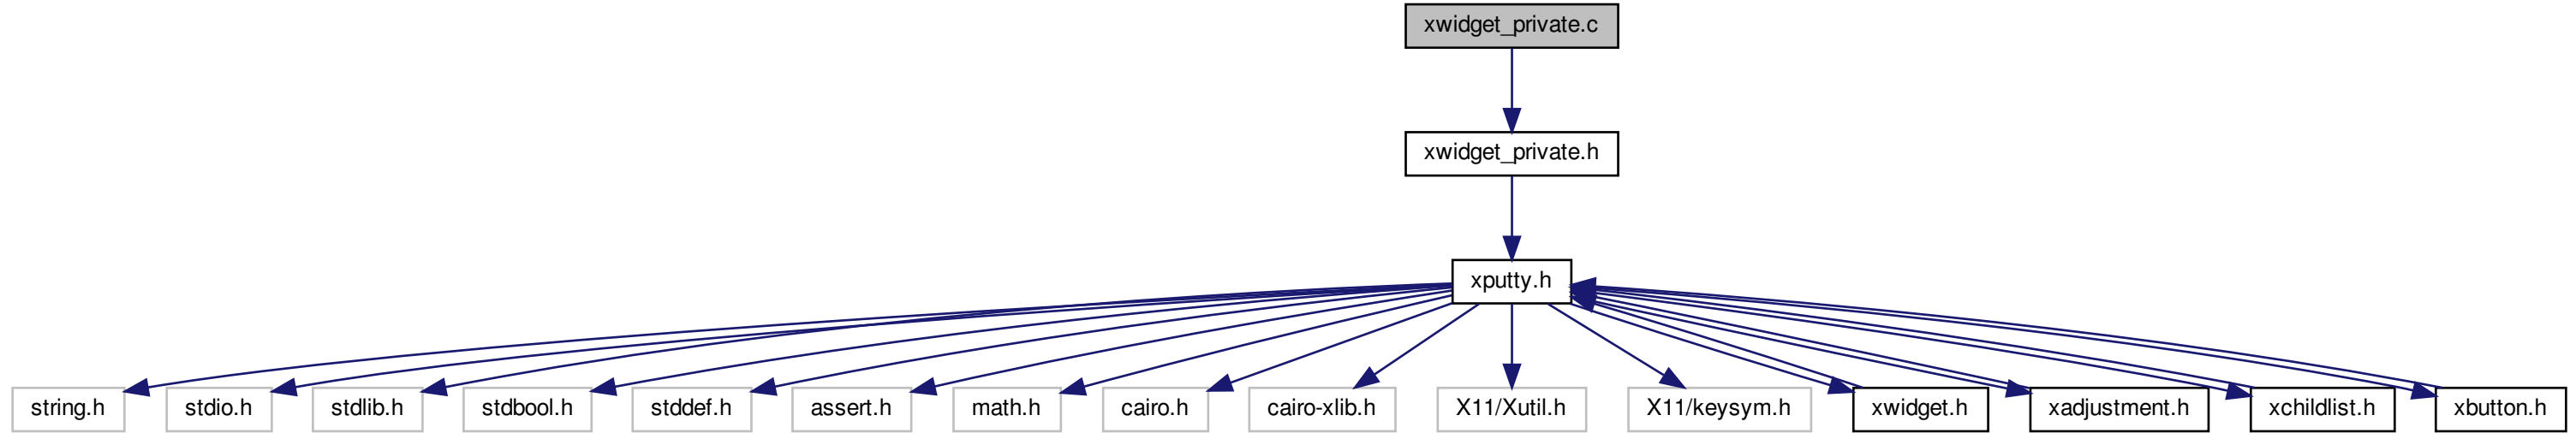 xwidget_private.c
xwidget_private.h
xputty.h
string.h
stdio.h
stdlib.h
stdbool.h
stddef.h
assert.h
math.h
cairo.h
cairo-xlib.h
X11/Xutil.h
X11/keysym.h
xwidget.h
xadjustment.h
xchildlist.h
xbutton.h